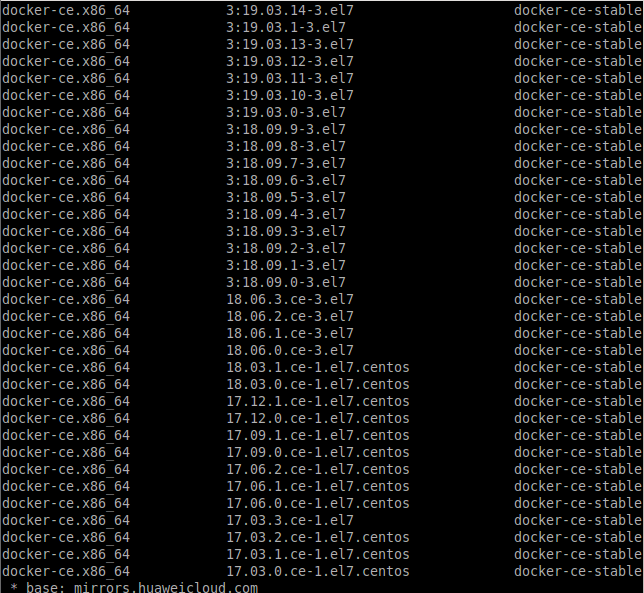 docker-ce.x86_64 3:19.03.14-3.el7 docker-ce-stable
docker-ce.x86_64 3:19.03.1-3.el7 docker-ce-stable
docker-ce.x86_64 3:19.03.13-3.el7 docker-ce-stable
docker-ce.x86_64 3:19.03.12-3.el7 docker-ce-stable
docker-ce.x86_64 3:19.03.11-3.el7 docker-ce-stable
docker-ce.x86_64 3:19.03.10-3.el7 docker-ce-stable
docker-ce.x86_64 3:19.03.0-3.el7 docker-ce-stable
docker-ce.x86_64 3:18.09.9-3.el7 docker-ce-stable
docker-ce.x86_64 3:18.09.8-3.el7 docker-ce-stable
docker-ce.x86_64 3:18.09.7-3.el7 docker-ce-stable
docker-ce.x86_64 3:18.09.6-3.el7 docker-ce-stable
docker-ce.x86_64 3:18.09.5-3.el7 docker-ce-stable
docker-ce.x86_64 3:18.09.4-3.el7 docker-ce-stable
docker-ce.x86_64 3:18.09.3-3.el7 docker-ce-stable
docker-ce.x86_64 3:18.09.2-3.el7 docker-ce-stable
docker-ce.x86_64 3:18.09.1-3.el7 docker-ce-stable
docker-ce.x86_64 3:18.09.0-3.el7 docker-ce-stable
docker-ce.x86_64 18.06.3.ce-3.el7 docker-ce-stable
docker-ce.x86_64 18.06.2.ce-3.el7 docker-ce-stable
docker-ce.x86_64 18.06.1.ce-3.el7 docker-ce-stable
docker-ce.x86_64 18.06.0.ce-3.el7 docker-ce-stable
docker-ce.x86_64 18.03.1.ce-1.el7.centos docker-ce-stable
docker-ce.x86_64 18.03.0.ce-1.el7.centos docker-ce-stable
docker-ce.x86_64 17.12.1.ce-1.el7.centos docker-ce-stable
docker-ce.x86_64 17.12.0.ce-1.el7.centos docker-ce-stable
docker-ce.x86_64 17.09.1.ce-1.el7.centos docker-ce-stable
docker-ce.x86_64 17.09.0.ce-1.el7.centos docker-ce-stable
docker-ce.x86_64 17.06.2.ce-1.el7.centos docker-ce-stable
docker-ce.x86_64 17.06.1.ce-1.el7.centos docker-ce-stable
docker-ce.x86_64 17.06.0.ce-1.el7.centos docker-ce-stable
docker-ce.x86_64 17.03.3.ce-1.el7 docker-ce-stable
docker-ce.x86_64 17.03.2.ce-1.el7.centos docker-ce-stable
docker-ce.x86_64 17.03.1.ce-1.el7.centos docker-ce-stable
docker-ce.x86_64 17.03.0.ce-1.el7.centos docker-ce-stable
* base: mirrors.huaweicloud.com